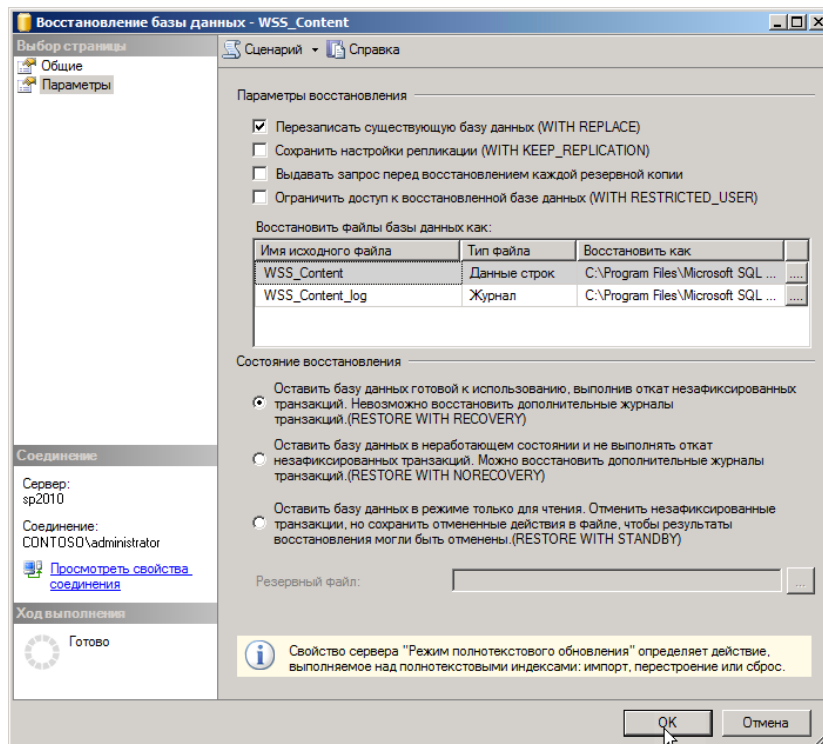 Восстановление базы данных - WSS_Content
Выбор страницы
Общие
Параметры
Сценарий
Справка
Параметры восстановления
Перезаписать существующую базу данных (WITH REPLACE)
Сохранить настройки репликации (WITH KEEP_REPLICATION)
Выдавать запрос перед восстановлением каждой резервной копии
Ограничить доступ к восстановленной базе данных (WITH RESTRICTED_USER)
Восстановить файлы базы данных как:
Имя исходного файла Тип файла Восстановить как
WSS_Content Данные строк C:\Program Files\Microsoft SQL ... ...
WSS_Content_log Журнал C:\Program Files\Microsoft SQL ... ...
Состояние восстановления
Оставить базу данных готовой к использованию, выполнив откат незафиксированных
транзакций. Невозможно восстановить дополнительные журналы
транзакций.(RESTORE WITH RECOVERY)
Оставить базу данных в неработающем состоянии и не выполнять откат
незафиксированных транзакций. Можно восстановить дополнительные журналы
транзакций.(RESTORE WITH NORECOVERY)
Оставить базу данных в режиме только для чтения. Отменить незафиксированные
транзакции, но сохранить отмененные действия в файле, чтобы результаты
восстановления могли быть отменены.(RESTORE WITH STANDBY)
Резервный файл: ...
Свойство сервера "Режим полнотекстового обновления" определяет действие,
выполняемое над полнотекстовыми индексами: импорт, перестроение или сброс.
Соединение
Сервер:
sp2010
Соединение:
CONTOSO\administrator
Просмотреть свойства
соединения
Ход выполнения
Готово
OK
Отмена